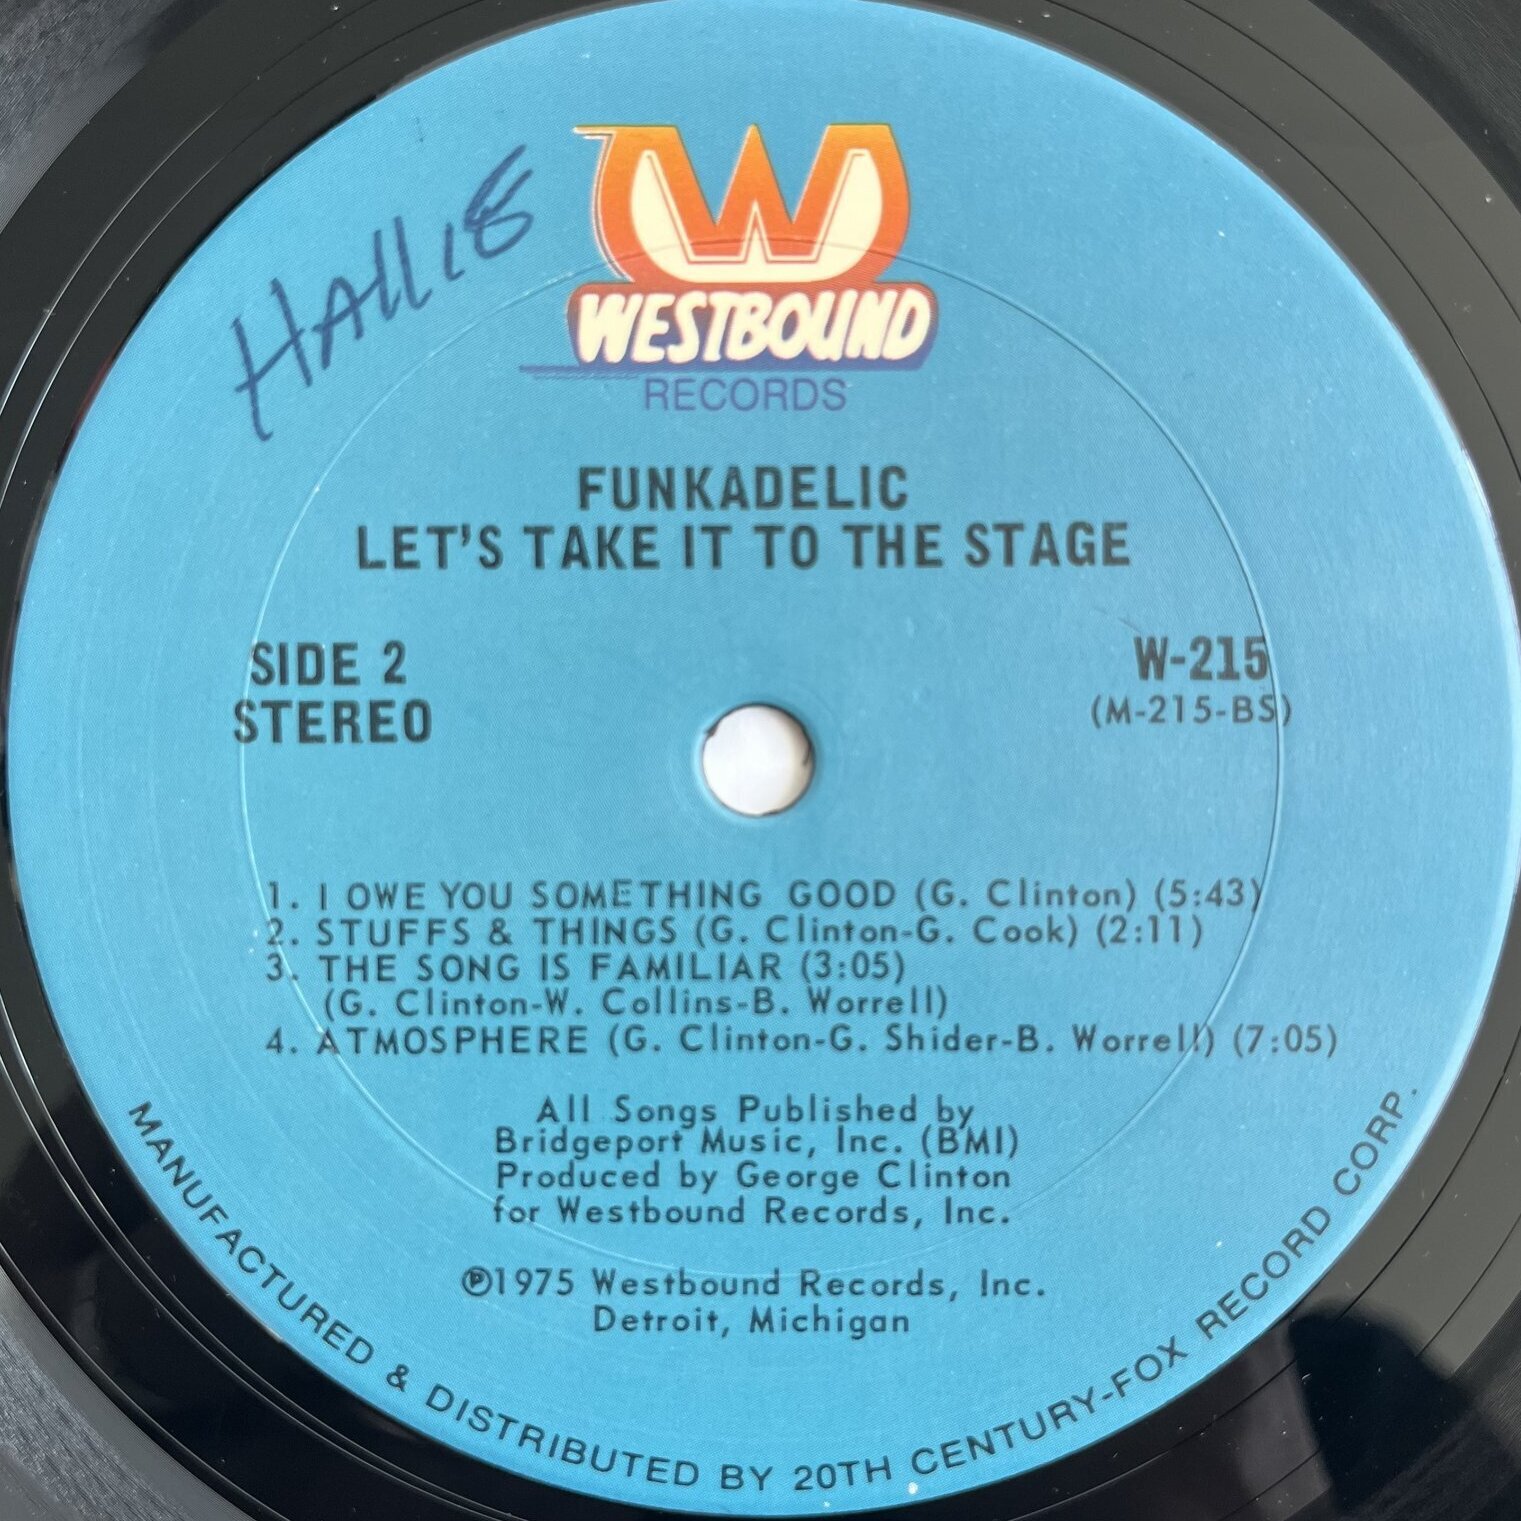 HALLIE
W
WESTBOUND
RECORDS
FUNKADELIC
LET'S TAKE IT TO THE STAGE
SIDE 2
STEREO
W-215
(M-215-BS)
1. I OWE YOU SOMETHING GOOD (G. Clinton) (5:43)
2. STUFFS & THINGS (G. Clinton-G. Cook) (2:11)
3. THE SONG IS FAMILIAR (3:05)
(G. Clinton-W. Collins-B. Worrell)
4. ATMOSPHERE (G. Clinton-G. Shider-B. Worrell) (7:05)
All Songs Published by
Bridgeport Music, Inc. (BMI)
Produced by George Clinton
for Westbound Records, Inc.
℗1975 Westbound Records, Inc.
Detroit, Michigan
MANUFACTURED & DISTRIBUTED BY 20TH CENTURY-FOX RECORD CORP.